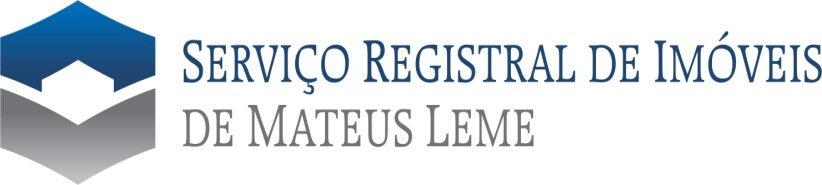 SERVIÇO REGISTRAL DE IMÓVEIS
DE MATEUS LEME